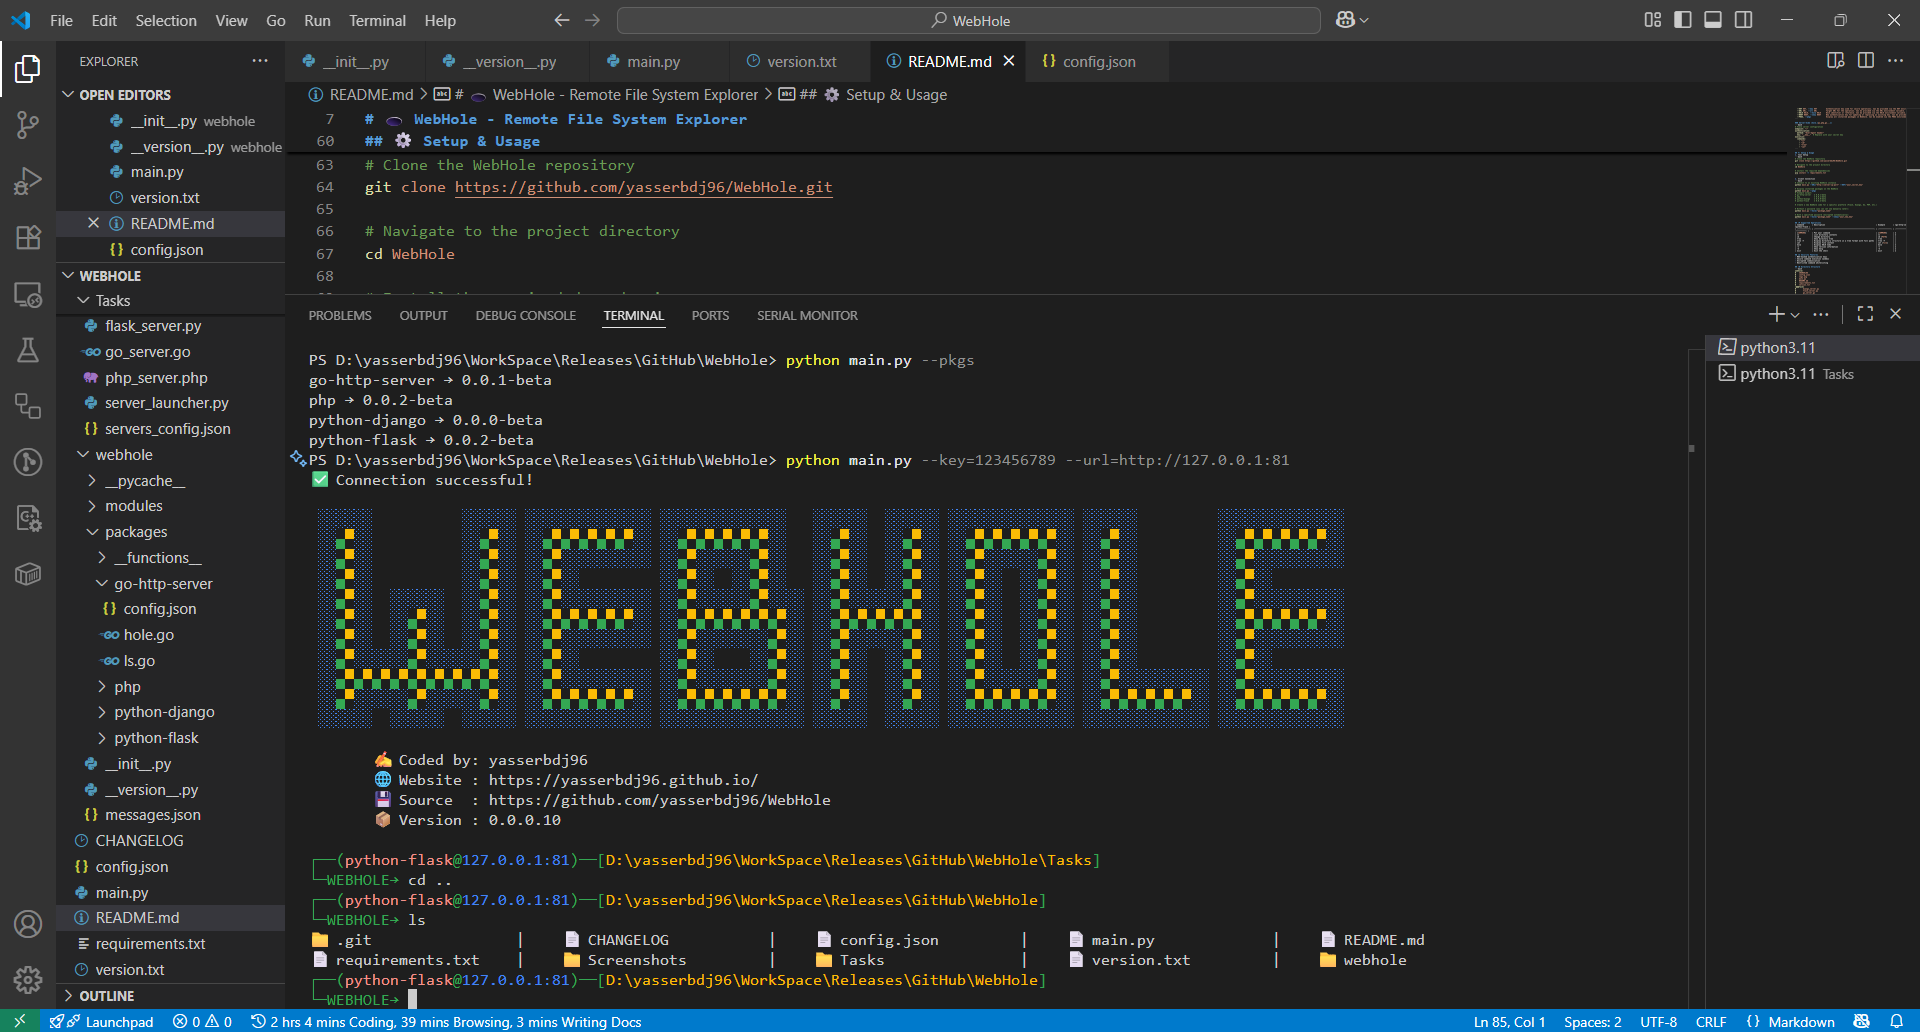 File Edit Selection View Go Run Terminal Help
WebHole
EXPLORER
OPEN EDITORS
__init__.py webhole
__version__.py webhole
main.py
version.txt
README.md
config.json
WEBHOLE
Tasks
flask_server.py
go_server.go
php_server.php
server_launcher.py
servers_config.json
webhole
__pycache__
modules
packages
__functions__
go-http-server
config.json
hole.go
ls.go
php
python-django
python-flask
__init__.py
__version__.py
messages.json
CHANGELOG
config.json
main.py
README.md
requirements.txt
version.txt
OUTLINE
__init__.py __version__.py main.py version.txt README.md config.json
README.md > # WebHole - Remote File System Explorer > ## Setup & Usage
7 # WebHole - Remote File System Explorer
60 ## Setup & Usage
63 # Clone the WebHole repository
64 git clone https://github.com/yasserbdj96/WebHole.git
65
66 # Navigate to the project directory
67 cd WebHole
68
PROBLEMS OUTPUT DEBUG CONSOLE TERMINAL PORTS SERIAL MONITOR
PS D:\yasserbdj96\WorkSpace\Releases\GitHub\WebHole> python main.py --pkgs
go-http-server → 0.0.1-beta
php → 0.0.2-beta
python-django → 0.0.0-beta
python-flask → 0.0.2-beta
PS D:\yasserbdj96\WorkSpace\Releases\GitHub\WebHole> python main.py --key=123456789 --url=http://127.0.0.1:81
✅ Connection successful!
WEBHOLE
✍ Coded by: yasserbdj96
🌐 Website : https://yasserbdj96.github.io/
💾 Source : https://github.com/yasserbdj96/WebHole
📦 Version : 0.0.0.10
┌──(python-flask@127.0.0.1:81)──[D:\yasserbdj96\WorkSpace\Releases\GitHub\WebHole\Tasks]
└─WEBHOLE→ cd ..
┌──(python-flask@127.0.0.1:81)──[D:\yasserbdj96\WorkSpace\Releases\GitHub\WebHole]
└─WEBHOLE→ ls
.git | CHANGELOG | config.json | main.py | README.md
requirements.txt | Screenshots | Tasks | version.txt | webhole
┌──(python-flask@127.0.0.1:81)──[D:\yasserbdj96\WorkSpace\Releases\GitHub\WebHole]
└─WEBHOLE→
python3.11
python3.11 Tasks
Launchpad 0 0 2 hrs 4 mins Coding, 39 mins Browsing, 3 mins Writing Docs
Ln 85, Col 1 Spaces: 2 UTF-8 CRLF {} Markdown